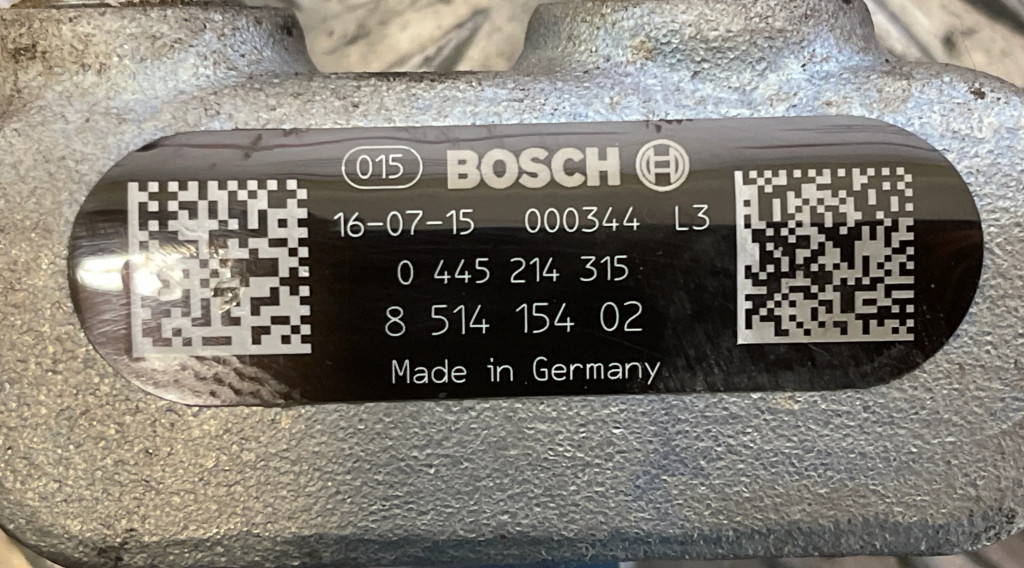 015 BOSCH
16-07-15 000344 L3
0 445 214 315
8 514 154 02
Made in Germany